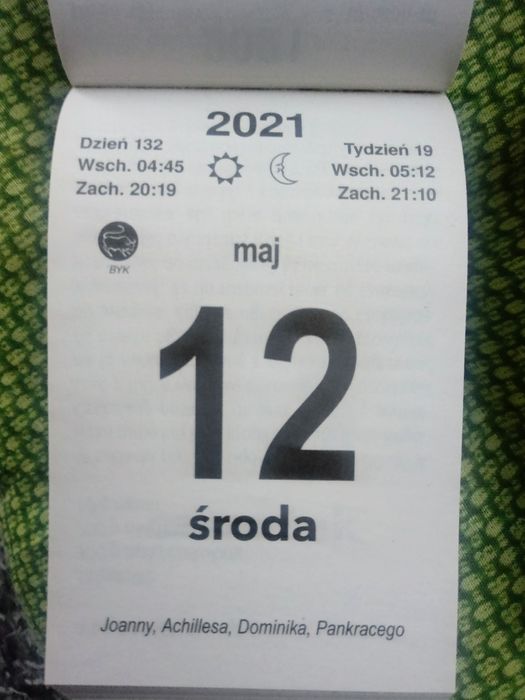 2021
Dzień 132
Wsch. 04:45
Zach. 20:19
Tydzień 19
Wsch. 05:12
Zach. 21:10
BYK
maj
12
środa
Joanny, Achillesa, Dominika, Pankracego